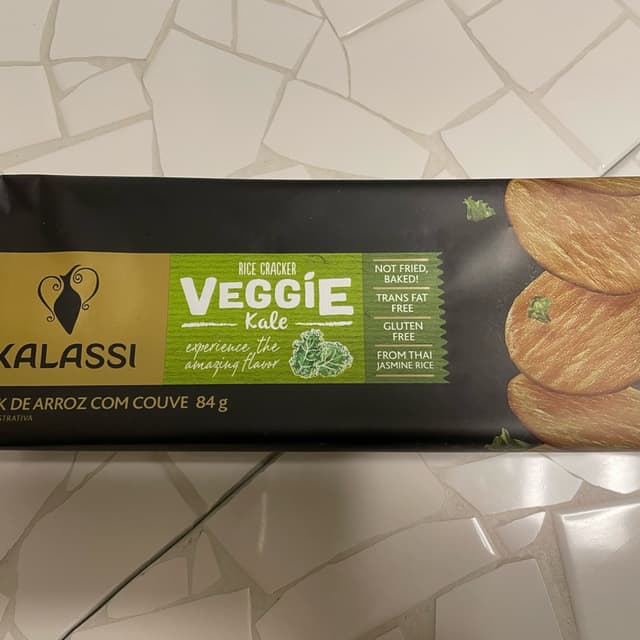 KALASSI
RICE CRACKER
VEGGIE
Kale
experience the
amazing flavor
NOT FRIED,
BAKED!
TRANS FAT
FREE
GLUTEN
FREE
FROM THAI
JASMINE RICE
K DE ARROZ COM COUVE 84 g
STRATIVA